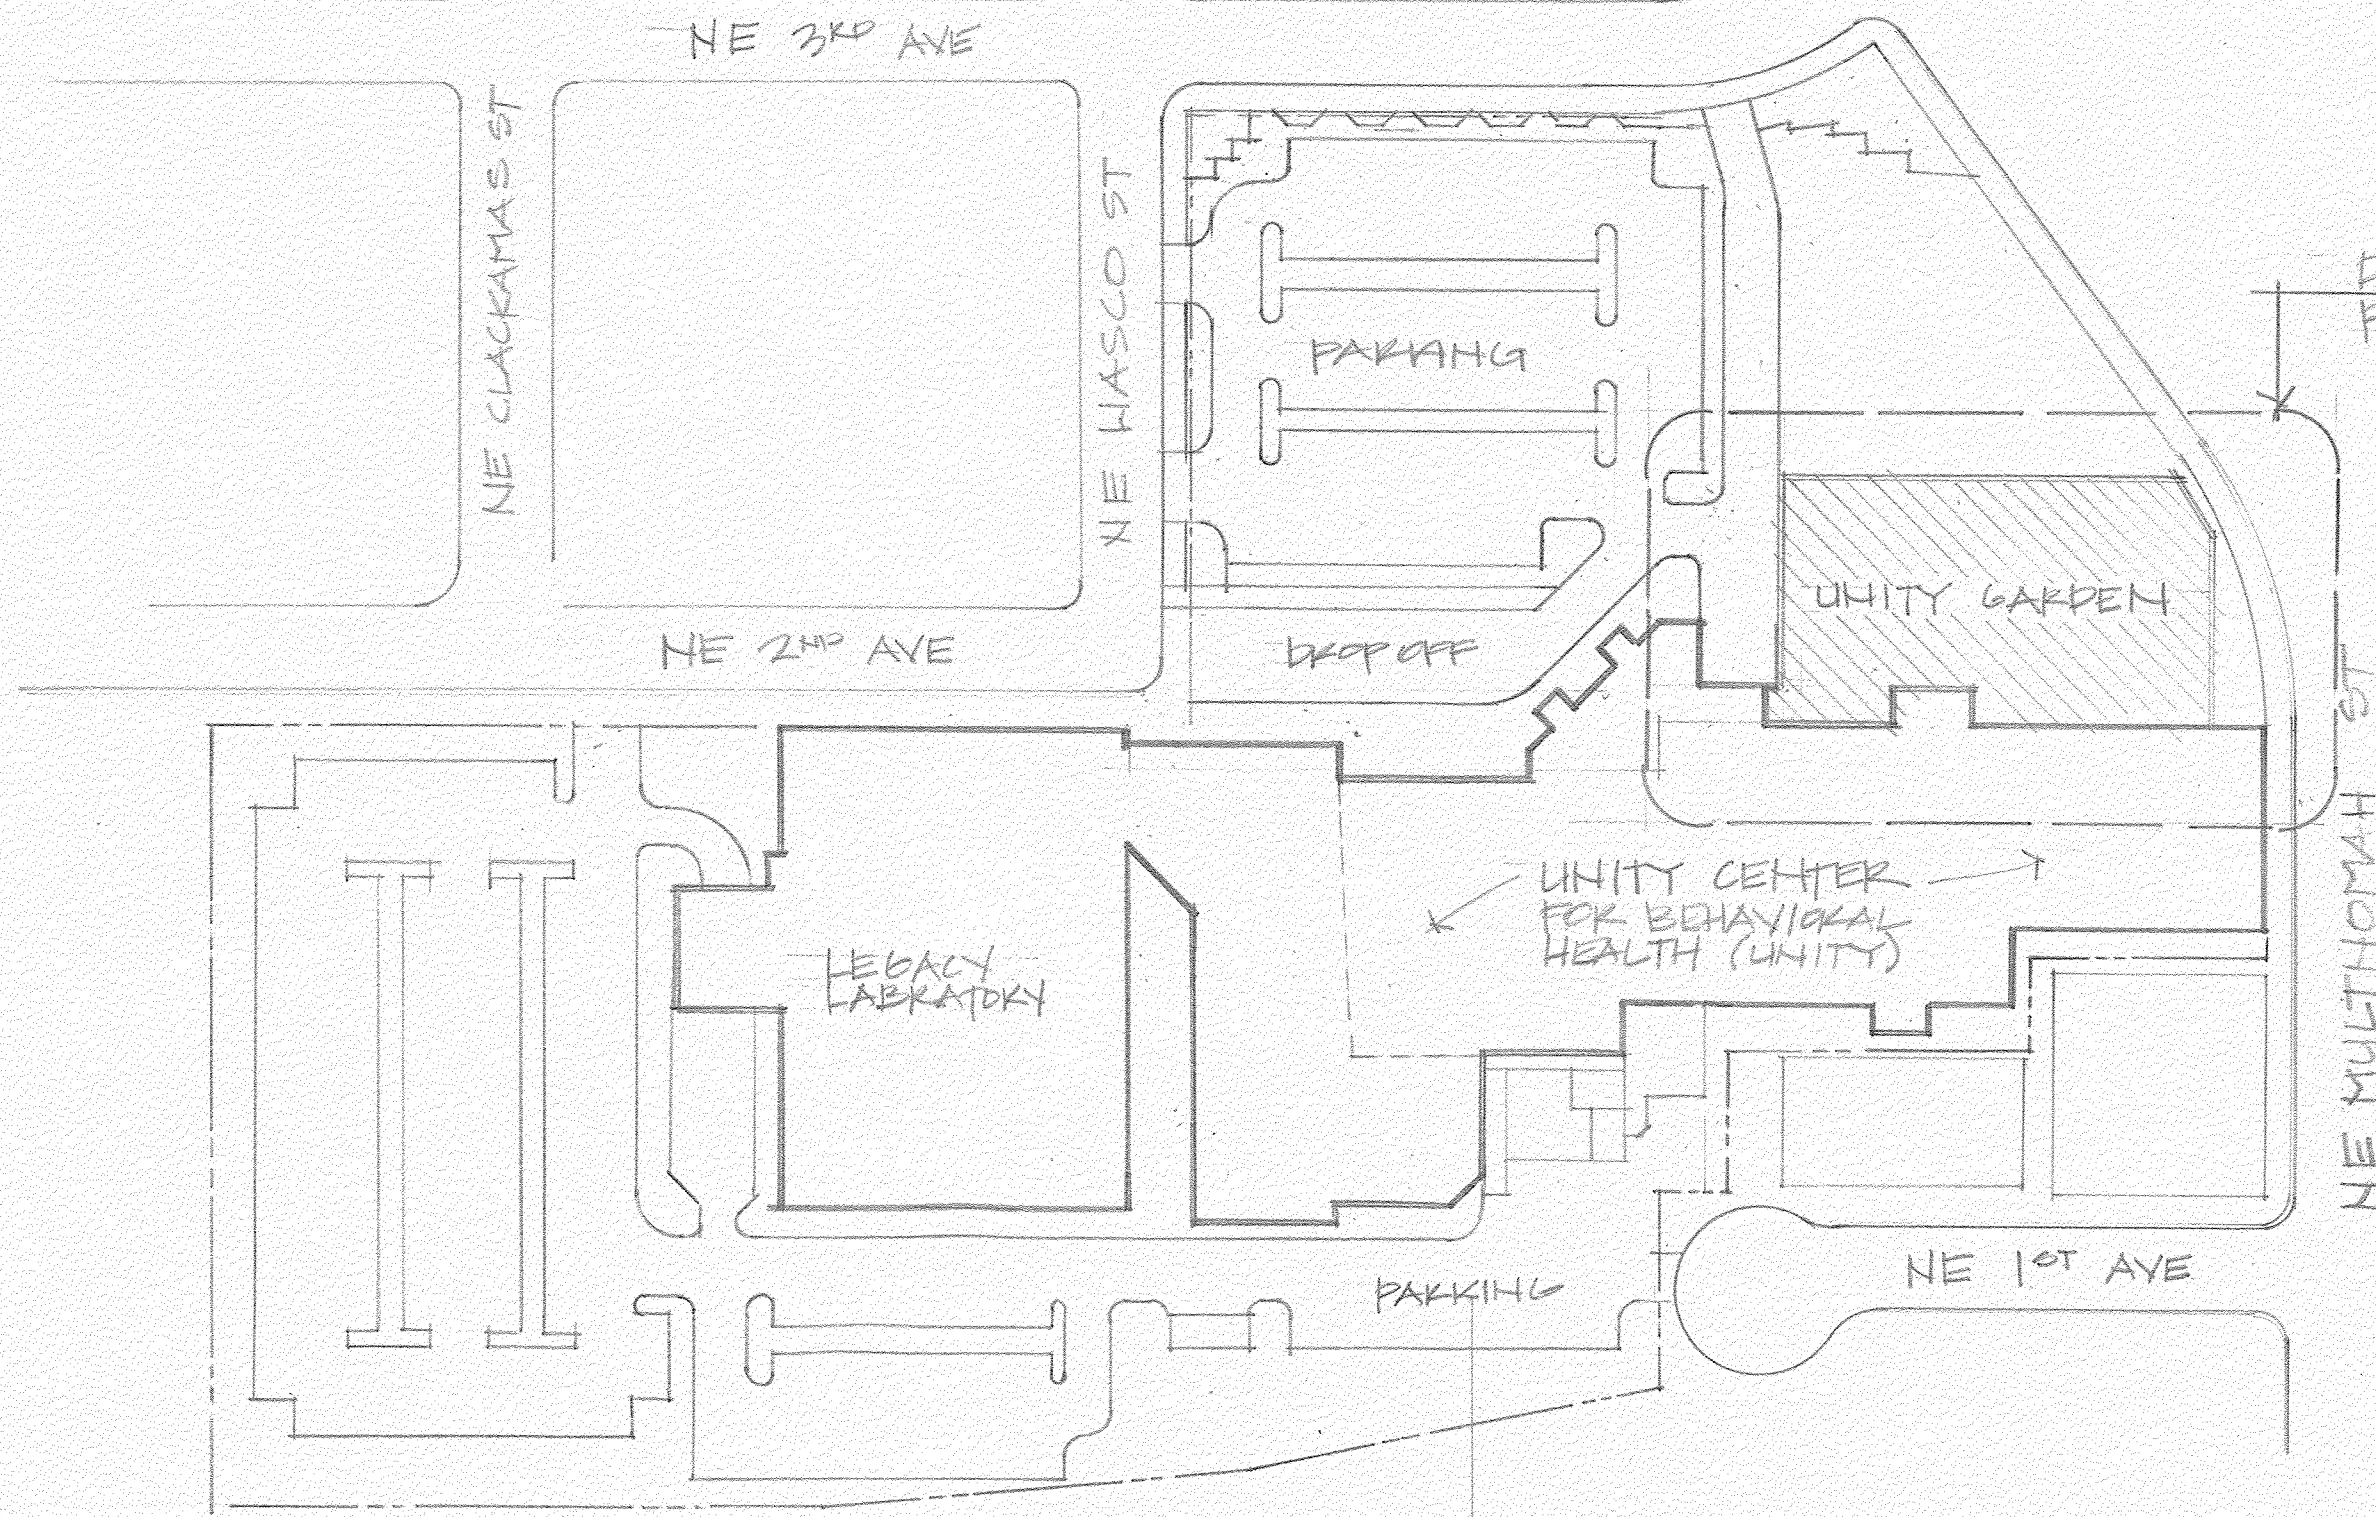 NE 3RD AVE
NE CLACKAMAS ST
NE WASCO ST
PARKING
UNITY GARDEN
NE 2ND AVE
DROP OFF
UNITY CENTER
FOR BEHAVIORAL
HEALTH (UNITY)
LEGACY
LABRATORY
NE MULTNOMAH ST
PARKING
NE 1ST AVE